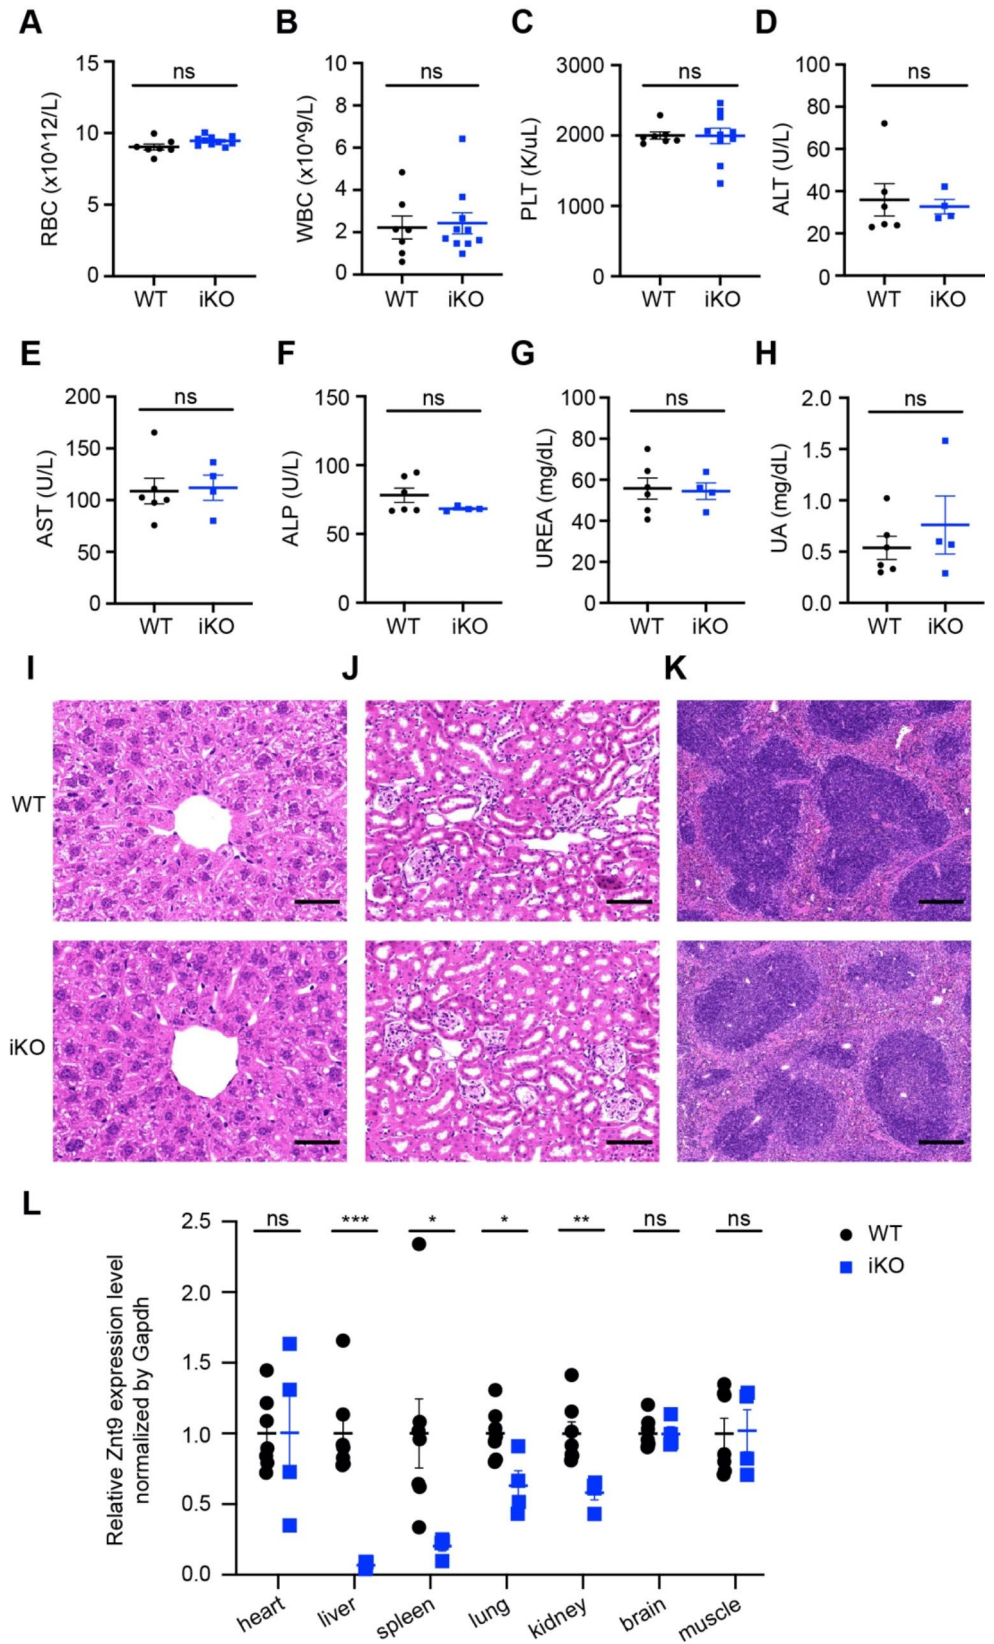 A
B
C
D
RBC (x10^12/L)
15
10
5
0
ns
WT
iKO
WBC (x10^9/L)
10
8
6
4
2
0
ns
WT
iKO
PLT (K/uL)
3000
2000
1000
0
ns
WT
iKO
ALT (U/L)
100
80
60
40
20
0
ns
WT
iKO
E
F
G
H
AST (U/L)
200
150
100
50
0
ns
WT
iKO
ALP (U/L)
150
100
50
0
ns
WT
iKO
UREA (mg/dL)
100
80
60
40
20
0
ns
WT
iKO
UA (mg/dL)
2.0
1.5
1.0
0.5
0.0
ns
WT
iKO
I
J
K
WT
iKO
L
Relative Znt9 expression level
normalized by Gapdh
2.5
2.0
1.5
1.0
0.5
0.0
ns
***
*
*
**
ns
ns
WT
iKO
heart
liver
spleen
lung
kidney
brain
muscle